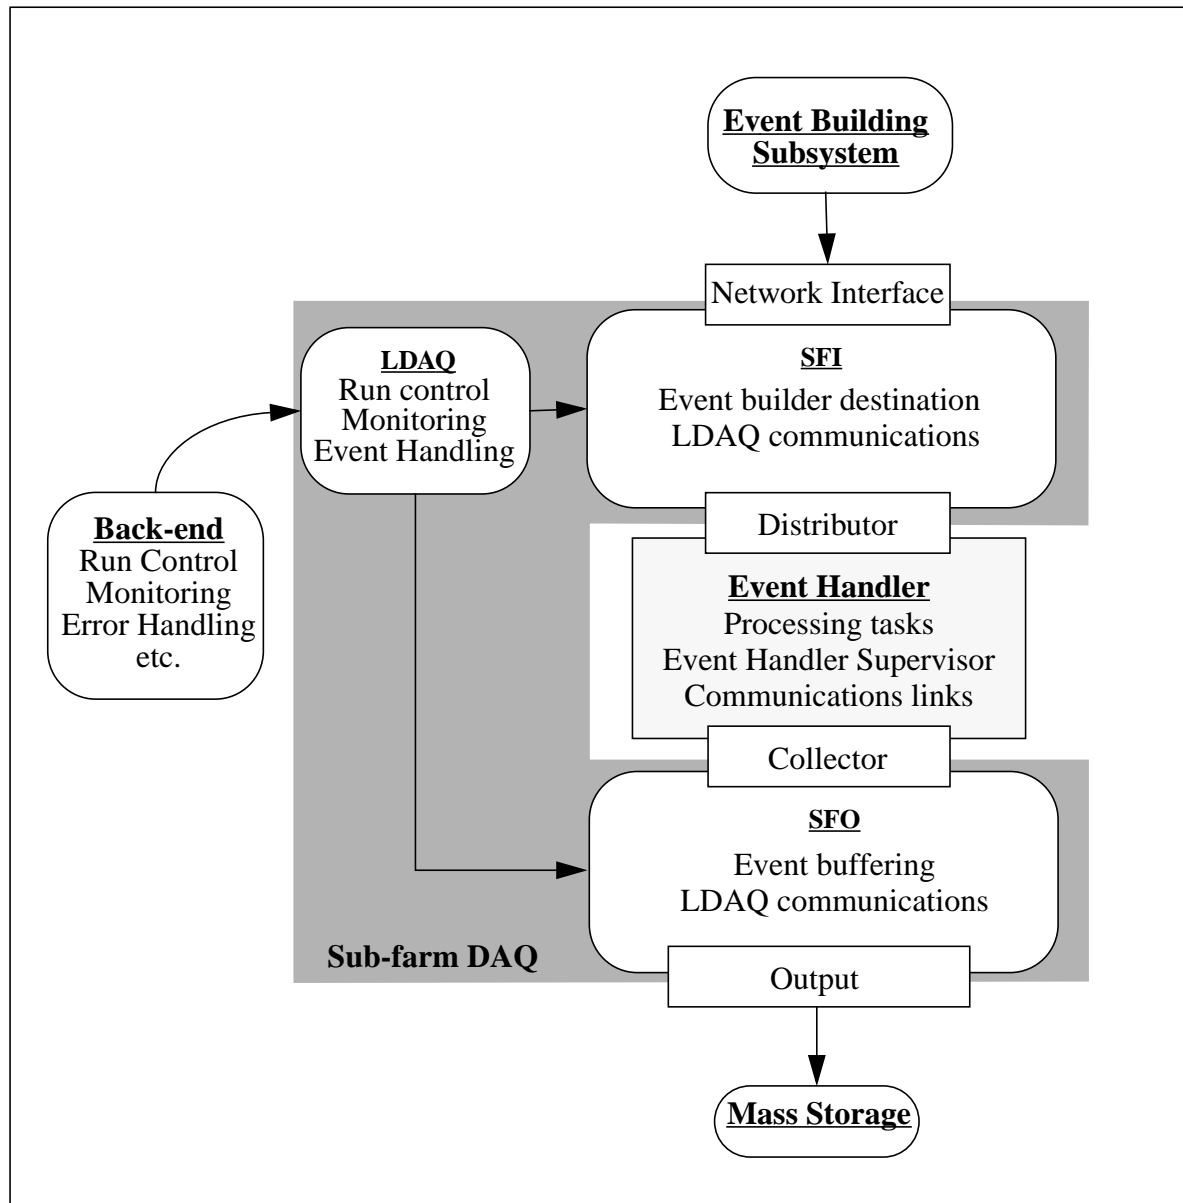 Event Building
Subsystem
Network Interface
LDAQ
Run control
Monitoring
Event Handling
SFI
Event builder destination
LDAQ communications
Back-end
Run Control
Monitoring
Error Handling
etc.
Distributor
Event Handler
Processing tasks
Event Handler Supervisor
Communications links
Collector
SFO
Event buffering
LDAQ communications
Sub-farm DAQ
Output
Mass Storage